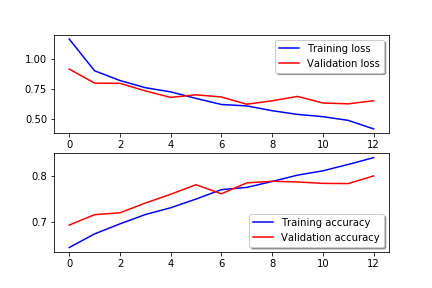 Training loss
Validation loss
1.00
0.75
0.50
0 2 4 6 8 10 12
0.8
0.7
Training accuracy
Validation accuracy
0 2 4 6 8 10 12